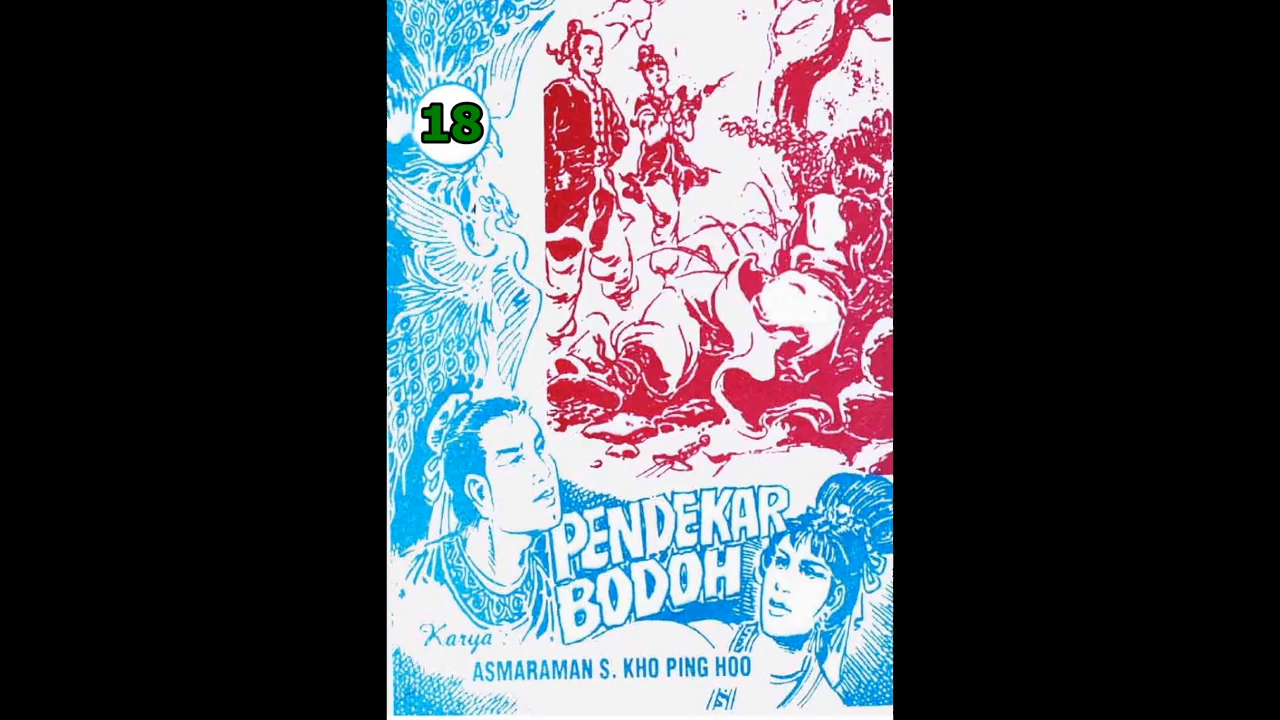 18
PENDEKAR
BODOH
Karya :
ASMARAMAN S. KHO PING HOO